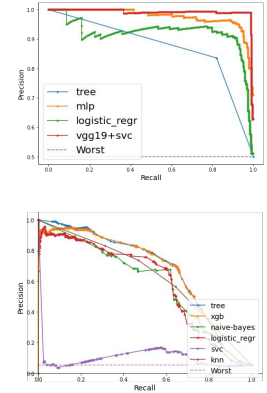 1.0
0.9
0.8
0.7
0.6
0.5
Precision
tree
mlp
logistic_regr
vgg19+svc
Worst
0.0 0.2 0.4 0.6 0.8 1.0
Recall
1.0
0.8
0.6
0.4
0.2
0.0
Precision
tree
xgb
naive-bayes
logistic_regr
svc
knn
Worst
0.0 0.2 0.4 0.6 0.8 1.0
Recall